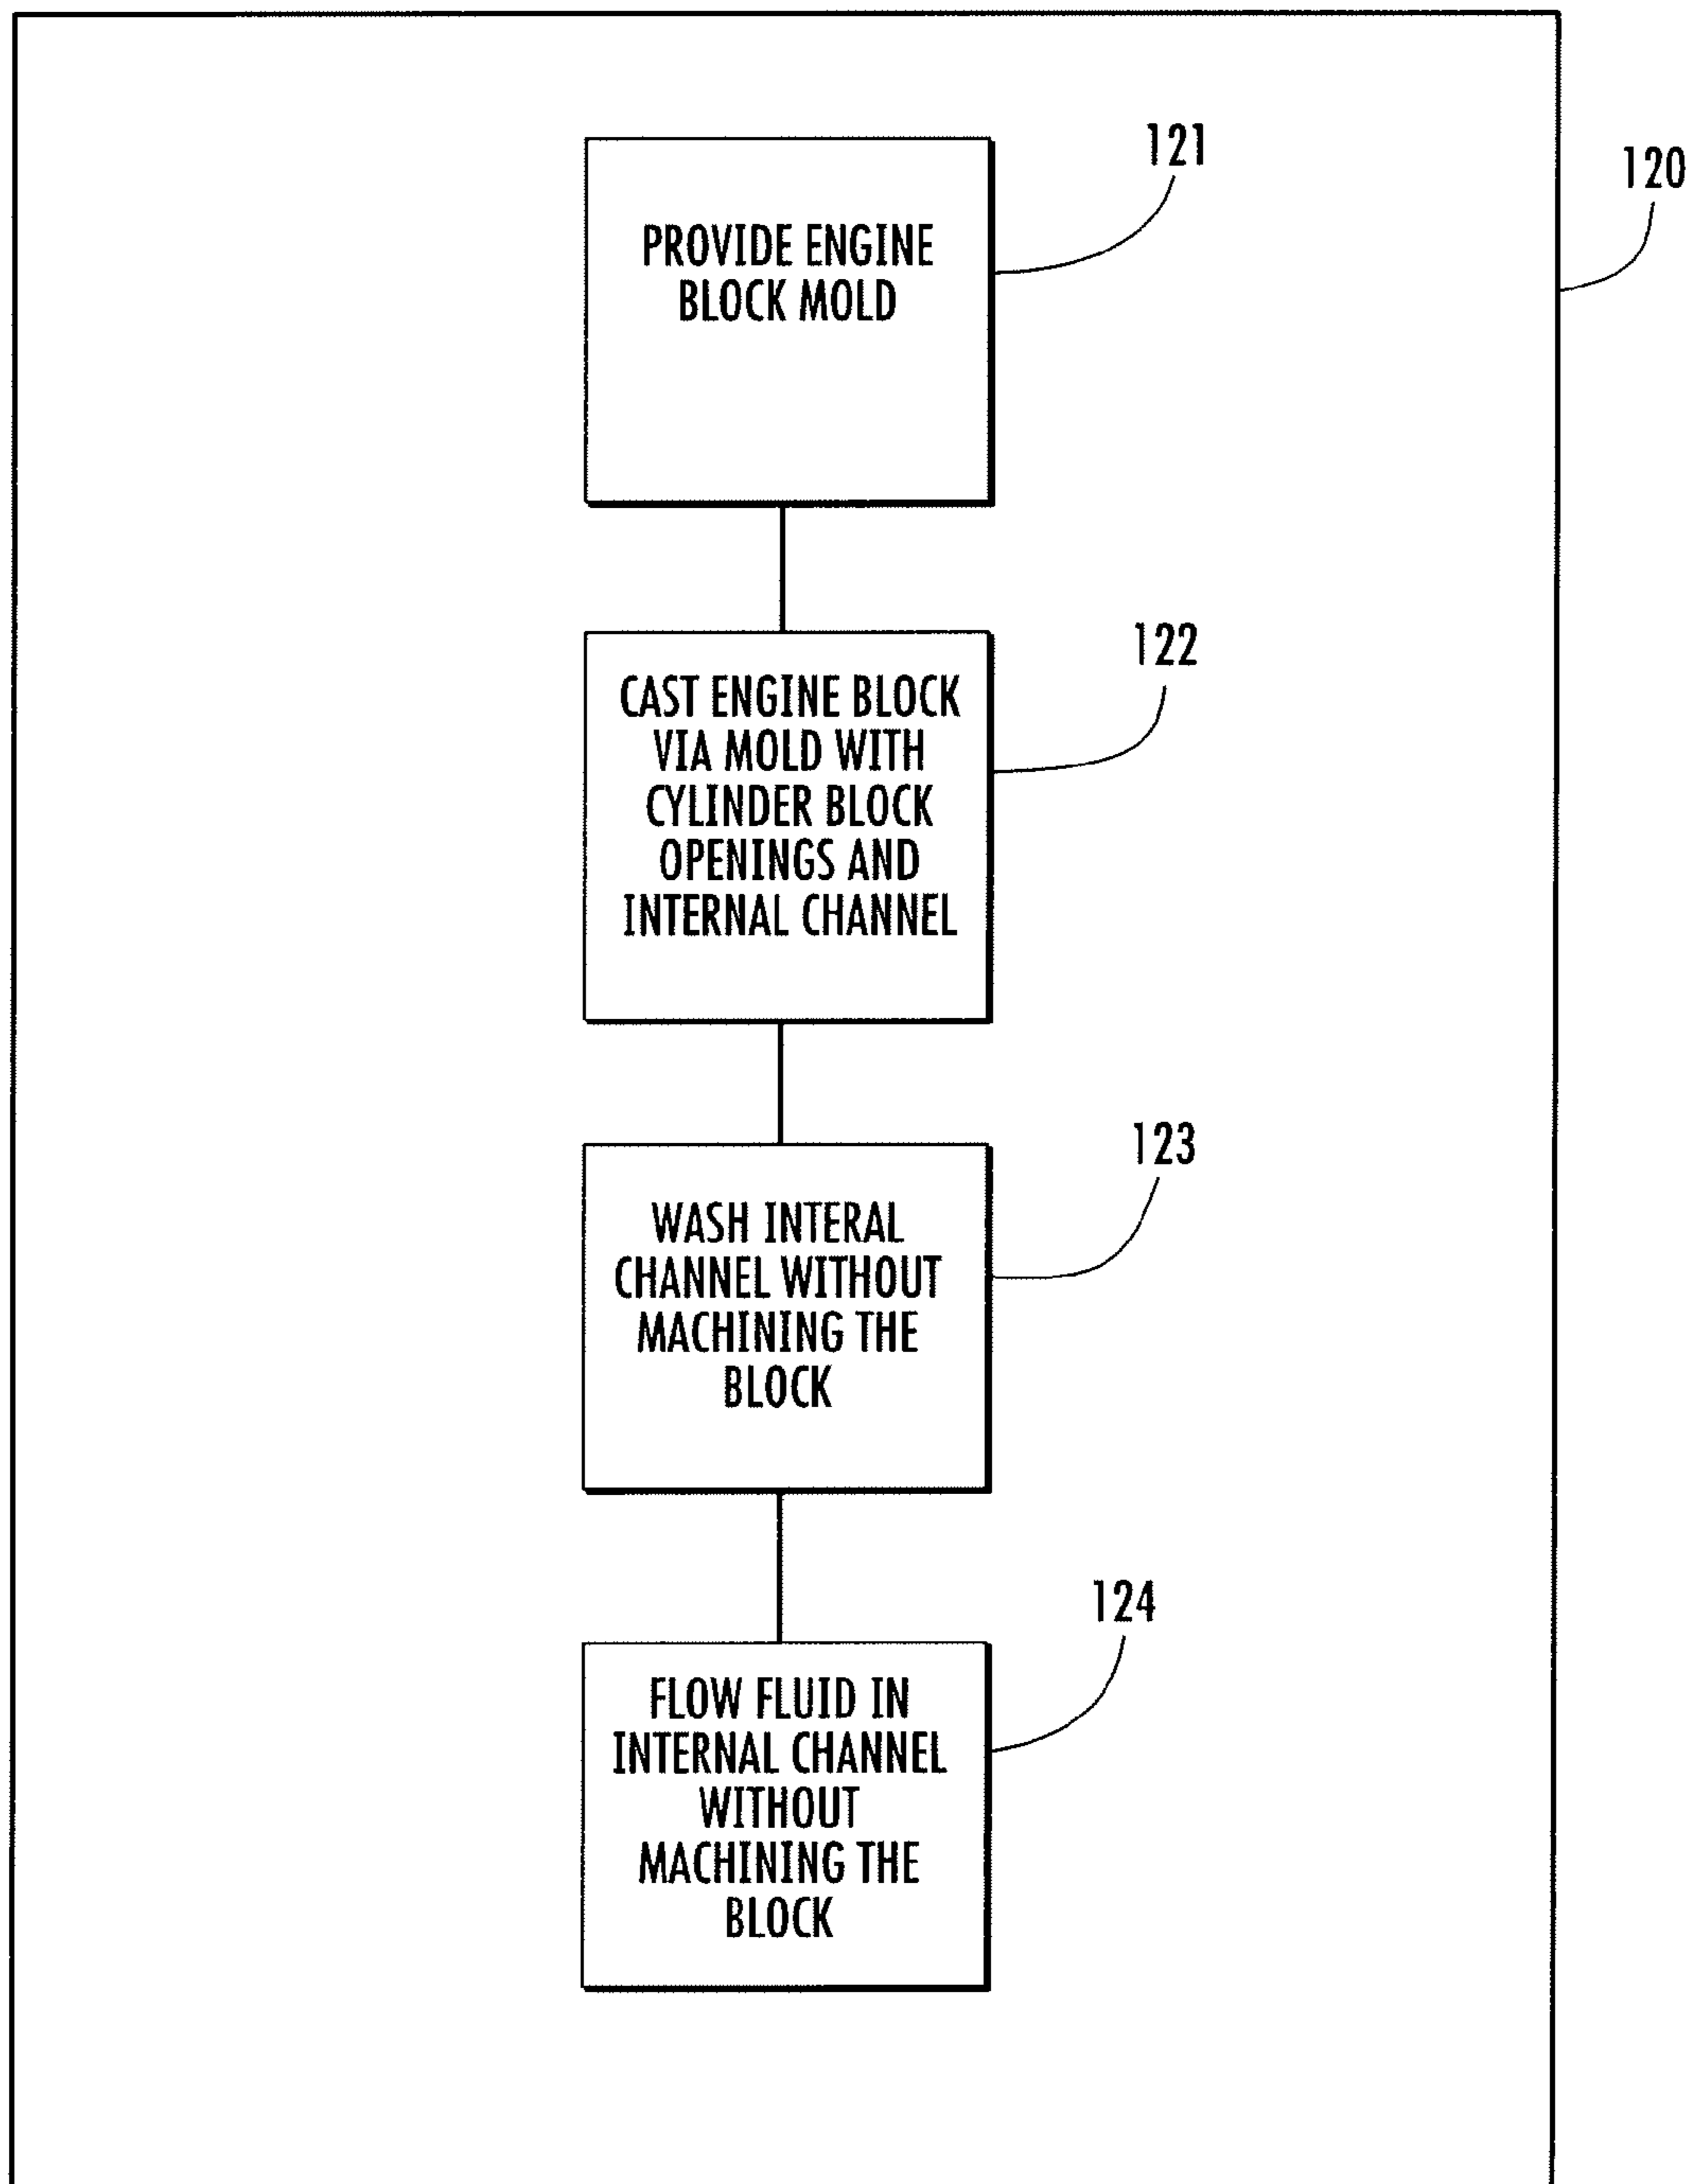 121
120
PROVIDE ENGINE
BLOCK MOLD
122
CAST ENGINE BLOCK
VIA MOLD WITH
CYLINDER BLOCK
OPENINGS AND
INTERNAL CHANNEL
123
WASH INTERAL
CHANNEL WITHOUT
MACHINING THE
BLOCK
124
FLOW FLUID IN
INTERNAL CHANNEL
WITHOUT
MACHINING THE
BLOCK